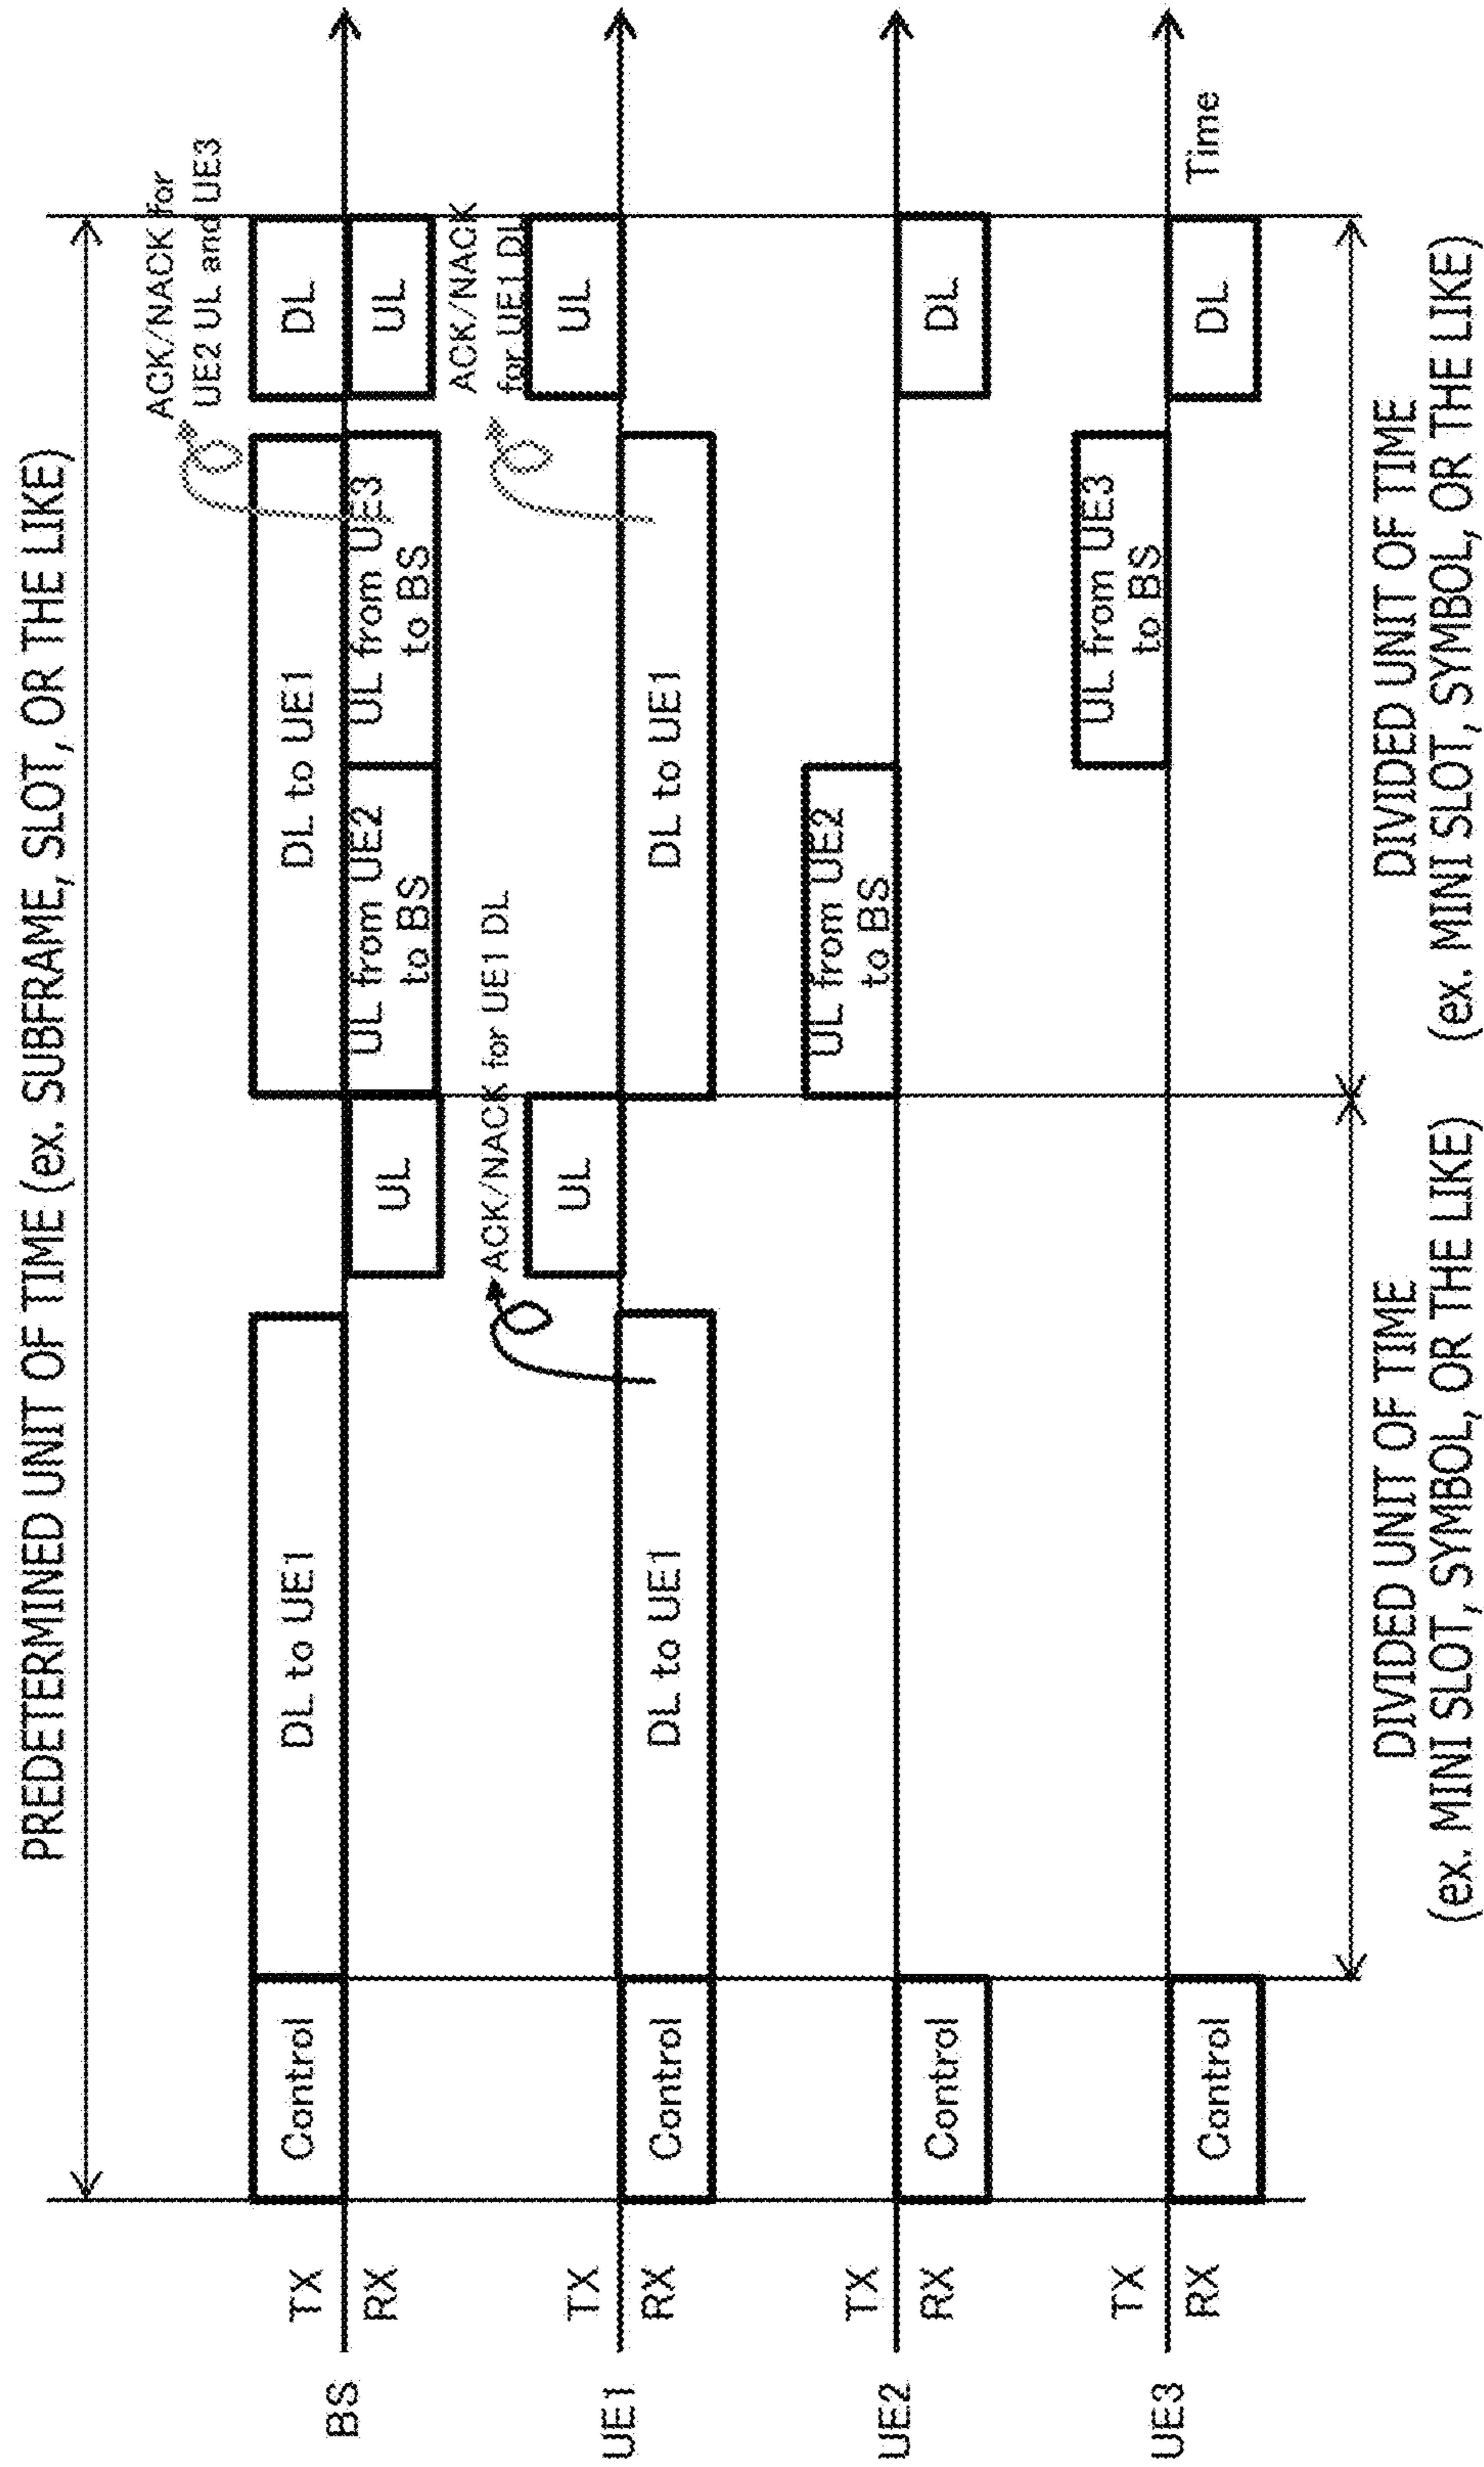 PREDETERMINED UNIT OF TIME (ex. SUBFRAME, SLOT, OR THE LIKE)
ACK/NACK for
UE2 UL and UE3
BS
TX
RX
Control
DL to UE1
UL
DL to UE1
UL from UE2
to BS
UL from UE3
to BS
DL
UL
ACK/NACK for UE1 DL
ACK/NACK
for UE1 DL
UE1
TX
RX
Control
DL to UE1
UL
DL to UE1
UL
UE2
TX
RX
Control
UL from UE2
to BS
DL
UE3
TX
RX
Control
UL from UE3
to BS
DL
Time
DIVIDED UNIT OF TIME
(ex. MINI SLOT, SYMBOL, OR THE LIKE)
DIVIDED UNIT OF TIME
(ex. MINI SLOT, SYMBOL, OR THE LIKE)